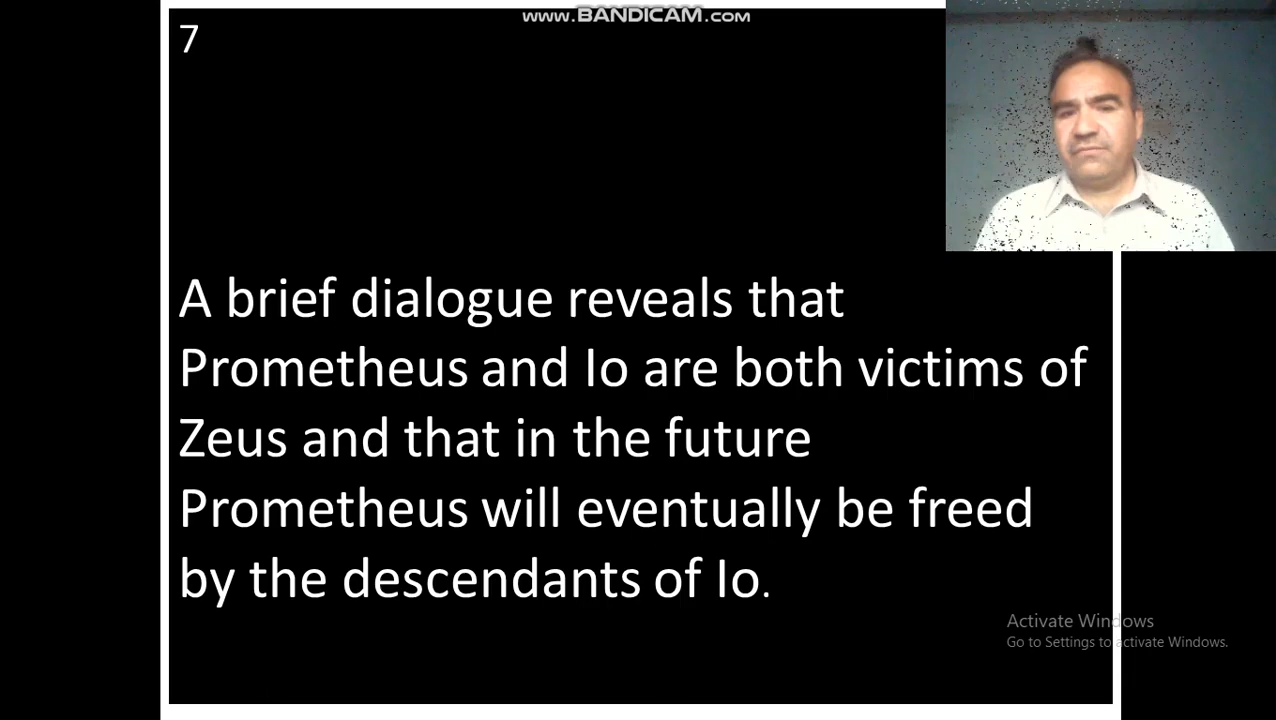 www.BANDICAM.com
7
A brief dialogue reveals that
Prometheus and Io are both victims of
Zeus and that in the future
Prometheus will eventually be freed
by the descendants of Io.
Activate Windows
Go to Settings to activate Windows.